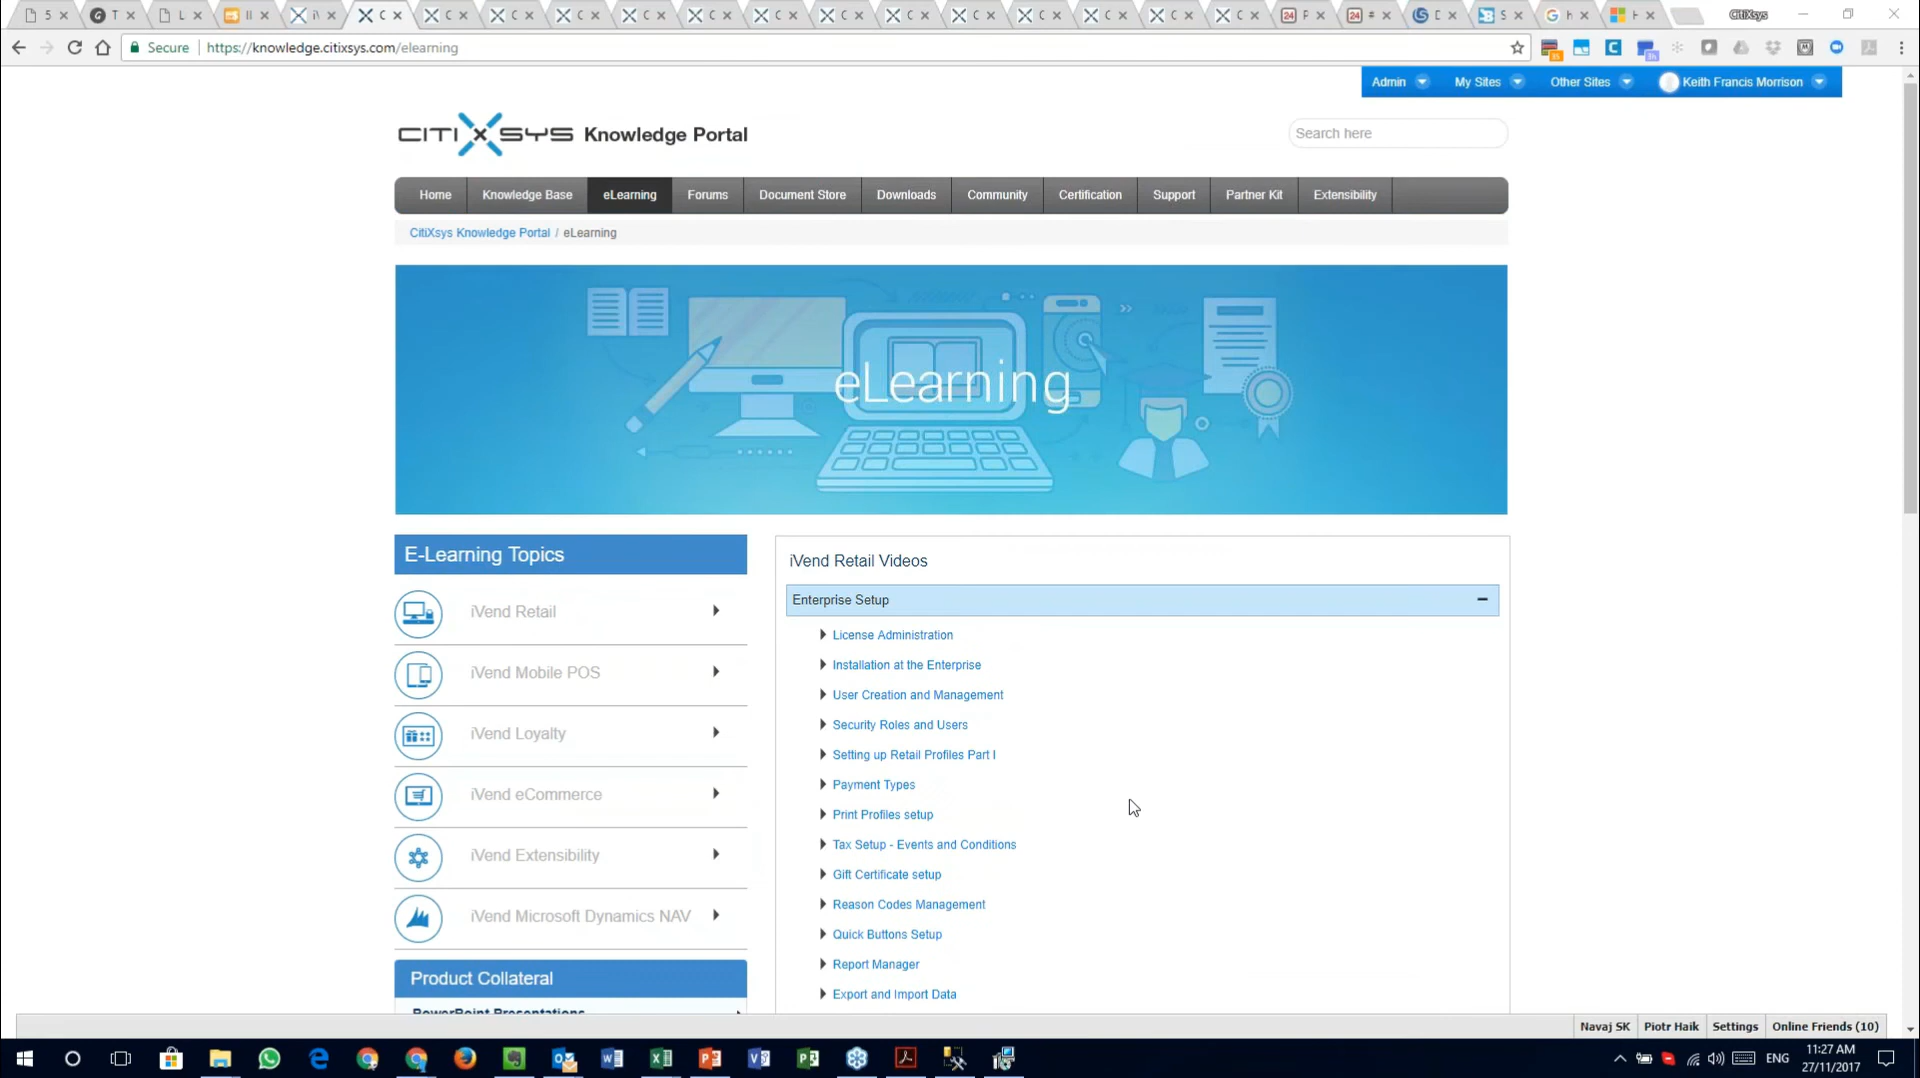 5
T
L
CitiXsys
Secure
https://knowledge.citixsys.com/elearning
Admin
My Sites
Other Sites
Keith Francis Morrison
CITIXSYS Knowledge Portal
Search here
Home
Knowledge Base
eLearning
Forums
Document Store
Downloads
Community
Certification
Support
Partner Kit
Extensibility
CitiXsys Knowledge Portal / eLearning
eLearning
E-Learning Topics
iVend Retail
iVend Mobile POS
iVend Loyalty
iVend eCommerce
iVend Extensibility
iVend Microsoft Dynamics NAV
Product Collateral
PowerPoint Presentations
iVend Retail Videos
Enterprise Setup
License Administration
Installation at the Enterprise
User Creation and Management
Security Roles and Users
Setting up Retail Profiles Part I
Payment Types
Print Profiles setup
Tax Setup - Events and Conditions
Gift Certificate setup
Reason Codes Management
Quick Buttons Setup
Report Manager
Export and Import Data
Navaj SK
Piotr Haik
Settings
Online Friends (10)
ENG
11:27 AM
27/11/2017